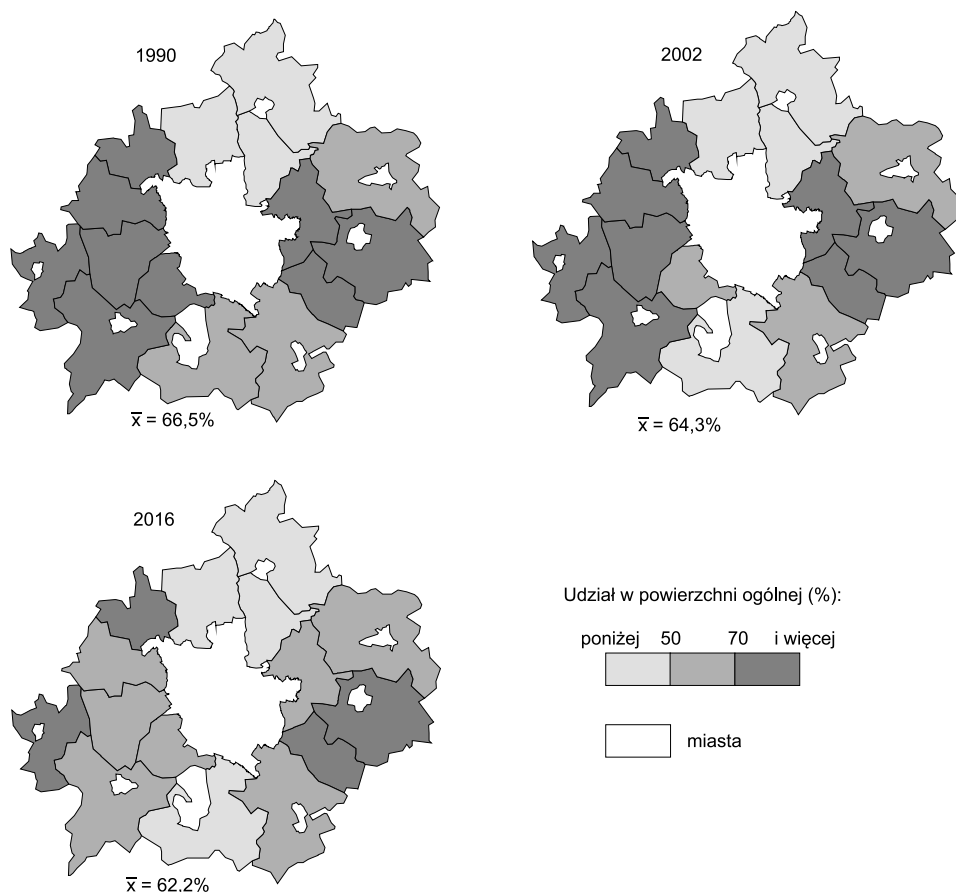 1990
2002
x̄ = 66,5%
x̄ = 64,3%
2016
Udział w powierzchni ogólnej (%):
poniżej 50 70 i więcej
miasta
x̄ = 62,2%